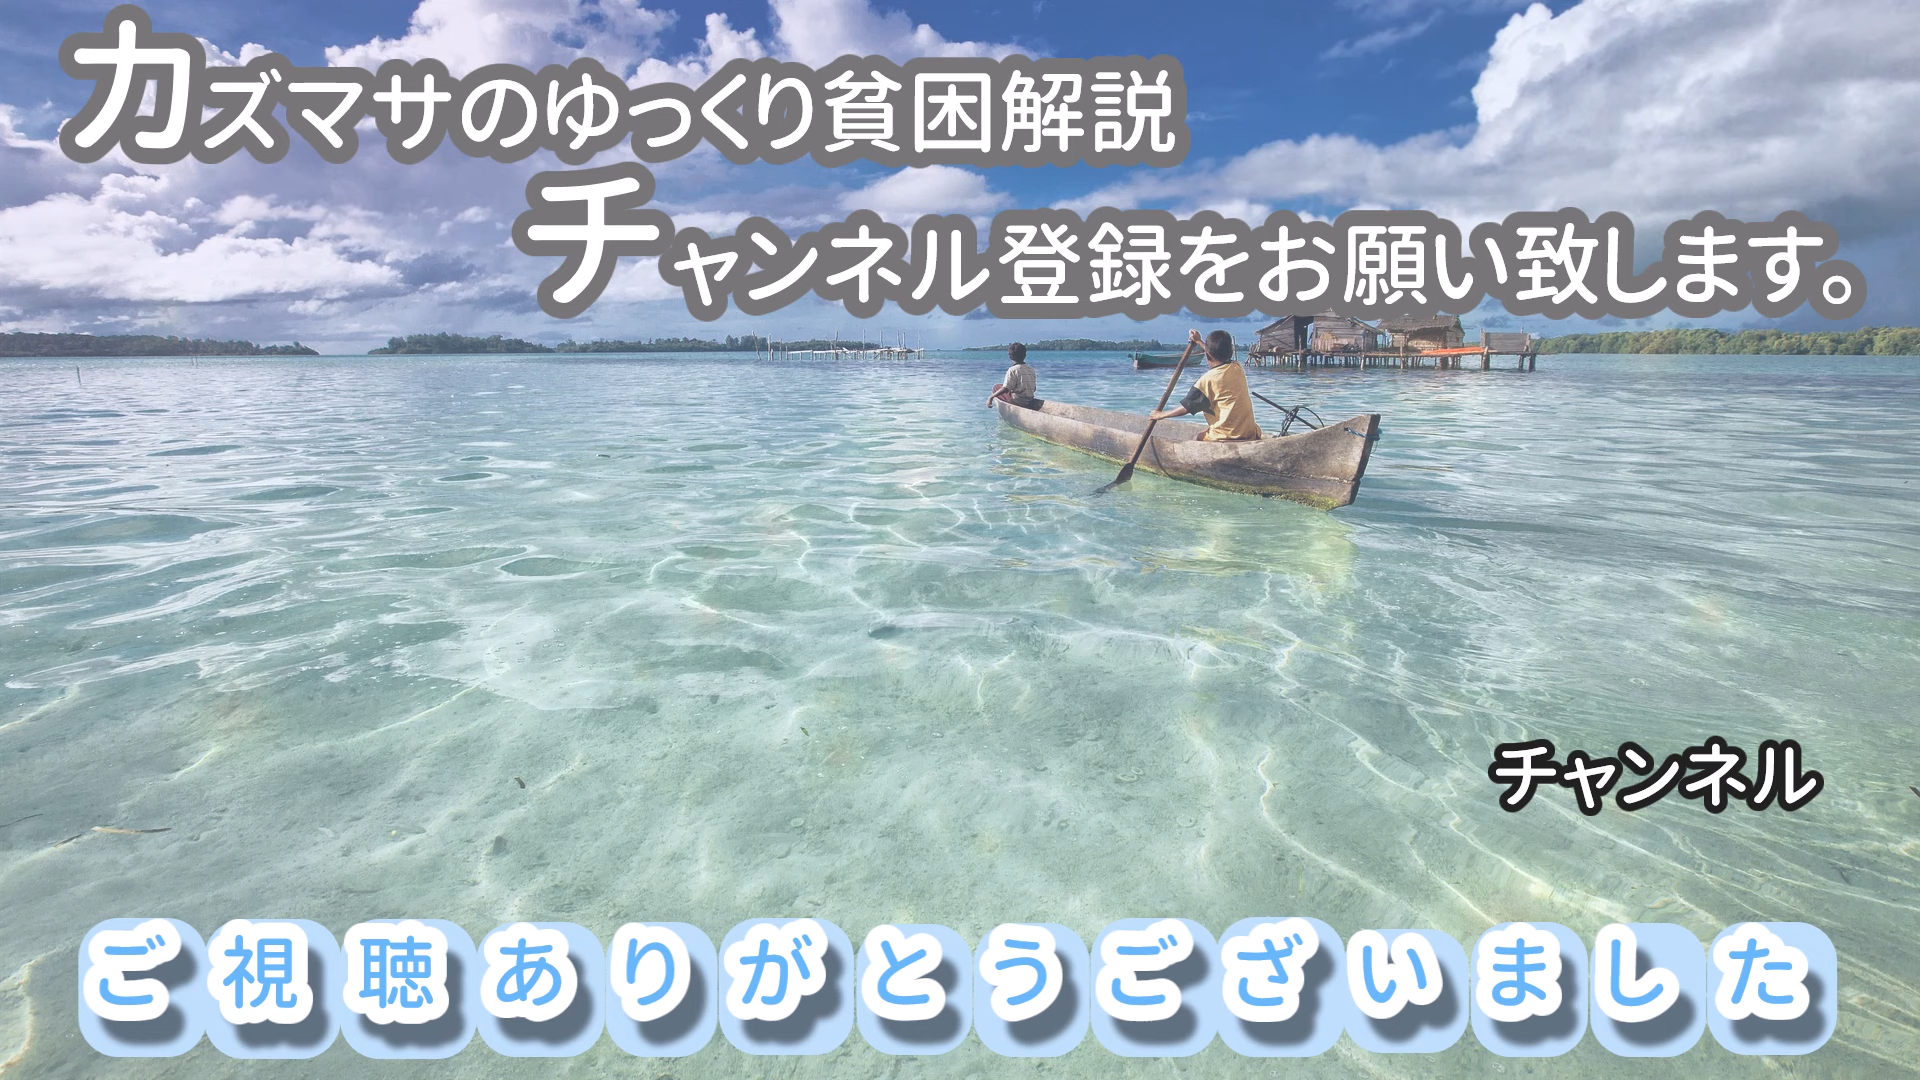 カズマサのゆっくり貧困解説
チャンネル登録をお願い致します。
チャンネル
ご視聴ありがとうございました